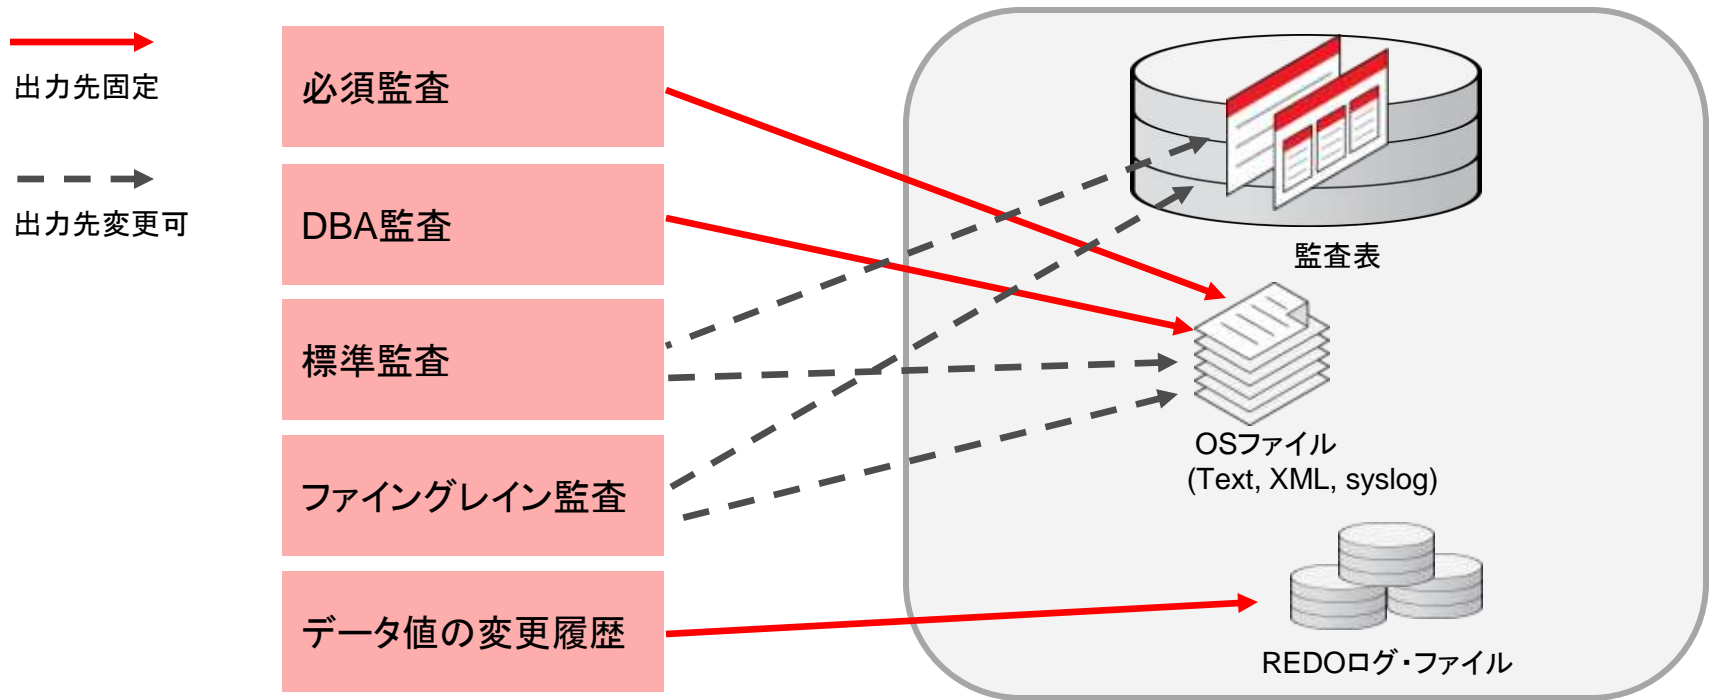 出力先固定
出力先変更可
必須監査
DBA監査
標準監査
ファイングレイン監査
データ値の変更履歴
監査表
OSファイル
(Text, XML, syslog)
REDOログ・ファイル